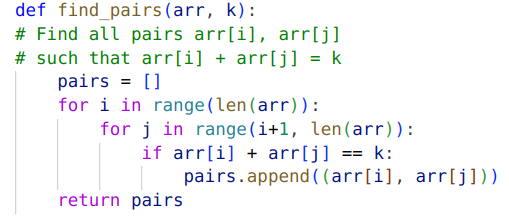 def find_pairs(arr, k):
# Find all pairs arr[i], arr[j]
# such that arr[i] + arr[j] = k
    pairs = []
    for i in range(len(arr)):
        for j in range(i+1, len(arr)):
            if arr[i] + arr[j] == k:
                pairs.append((arr[i], arr[j]))
    return pairs